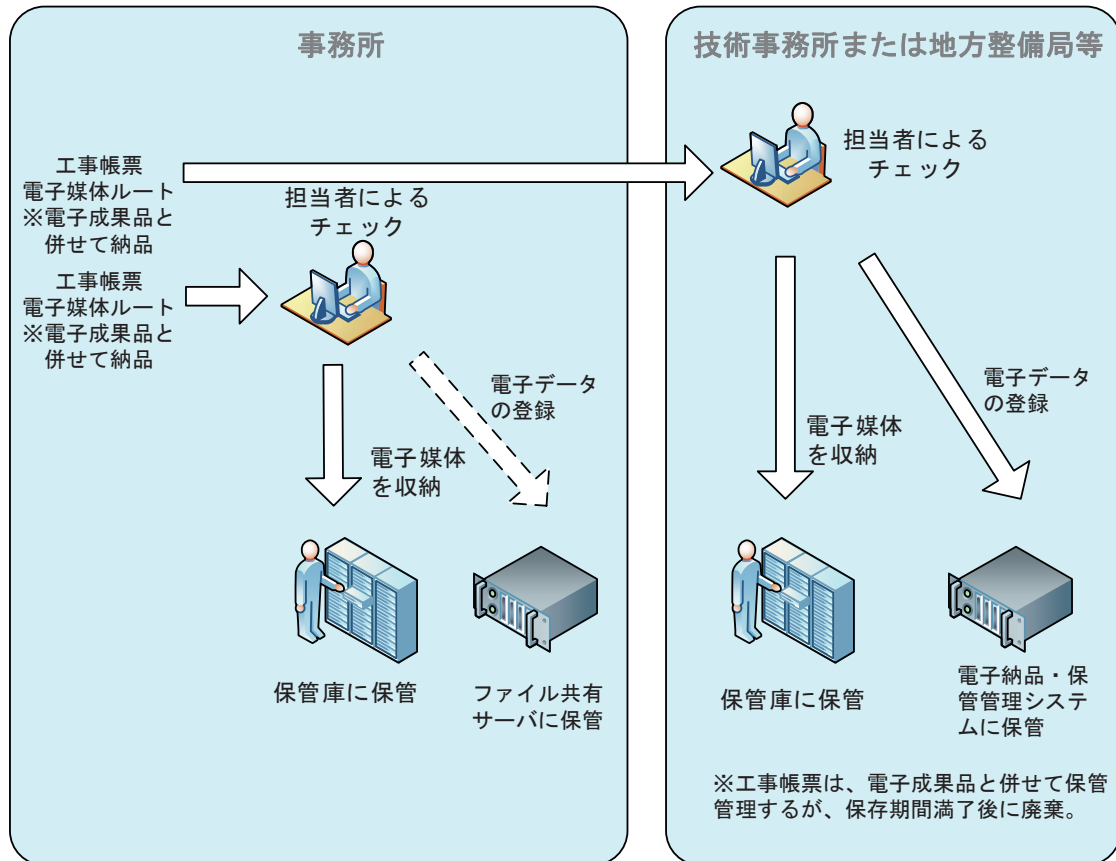 事務所
工事帳票
電子媒体ルート
※電子成果品と
併せて納品
工事帳票
電子媒体ルート
※電子成果品と
併せて納品
担当者による
チェック
電子データ
の登録
電子媒体
を収納
保管庫に保管
ファイル共有
サーバに保管
技術事務所または地方整備局等
担当者による
チェック
電子データ
の登録
電子媒体
を収納
保管庫に保管
電子納品・保
管管理システ
ムに保管
※工事帳票は、電子成果品と併せて保管
管理するが、保存期間満了後に廃棄。